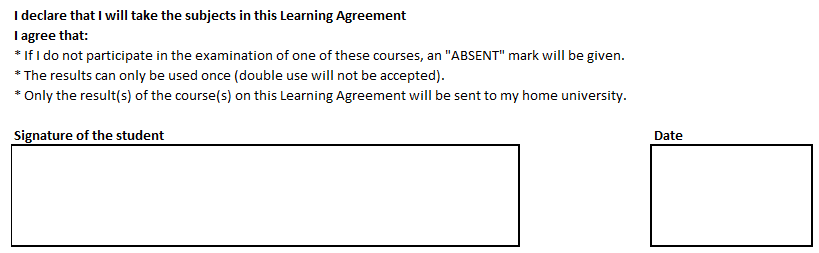 I declare that I will take the subjects in this Learning Agreement
I agree that:
* If I do not participate in the examination of one of these courses, an "ABSENT" mark will be given.
* The results can only be used once (double use will not be accepted).
* Only the result(s) of the course(s) on this Learning Agreement will be sent to my home university.
Signature of the student
Date